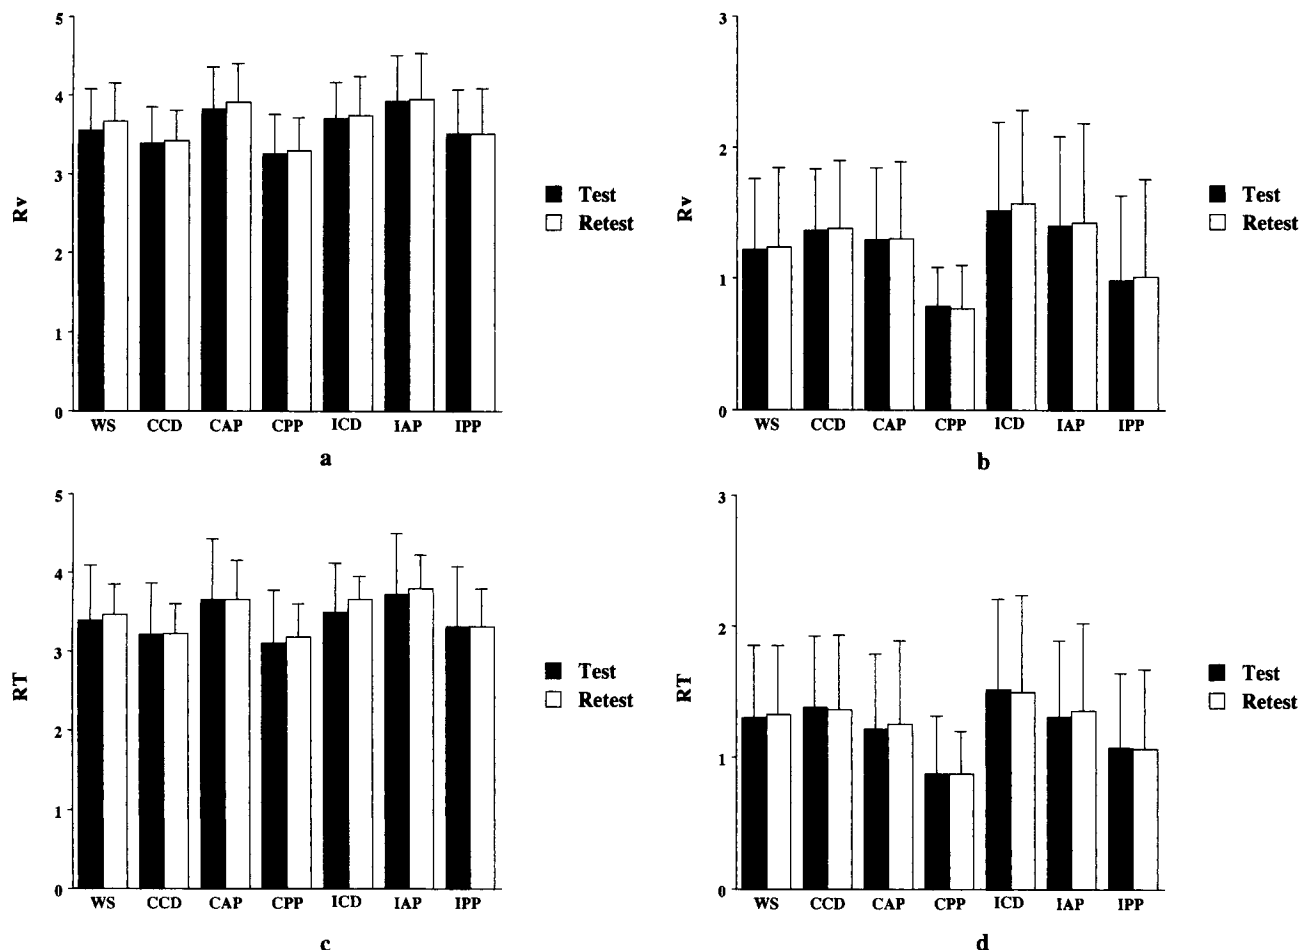 5
4
3
2
1
0
Rv
WS CCD CAP CPP ICD IAP IPP
Test
Retest
a
3
2
1
0
Rv
WS CCD CAP CPP ICD IAP IPP
Test
Retest
b
5
4
3
2
1
0
RT
WS CCD CAP CPP ICD IAP IPP
Test
Retest
c
3
2
1
0
RT
WS CCD CAP CPP ICD IAP IPP
Test
Retest
d